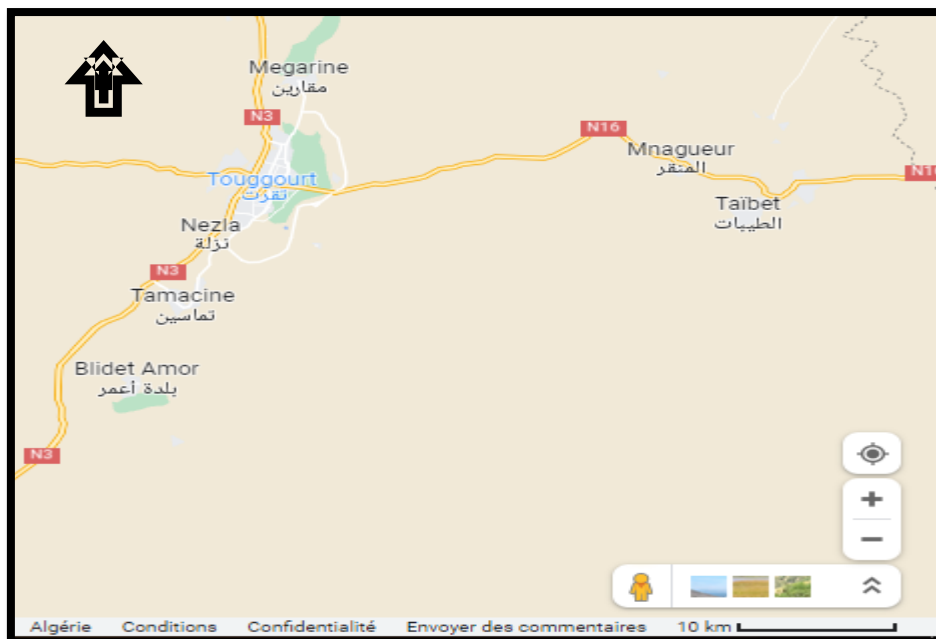 Megarine
مقارين
N3
N16
Mnagueur
المنقر
N16
Touggourt
تقرت
Taïbet
الطيبات
Nezla
نزلة
N3
Tamacine
تماسين
Blidet Amor
بلدة أعمر
N3
Algérie Conditions Confidentialité Envoyer des commentaires 10 km